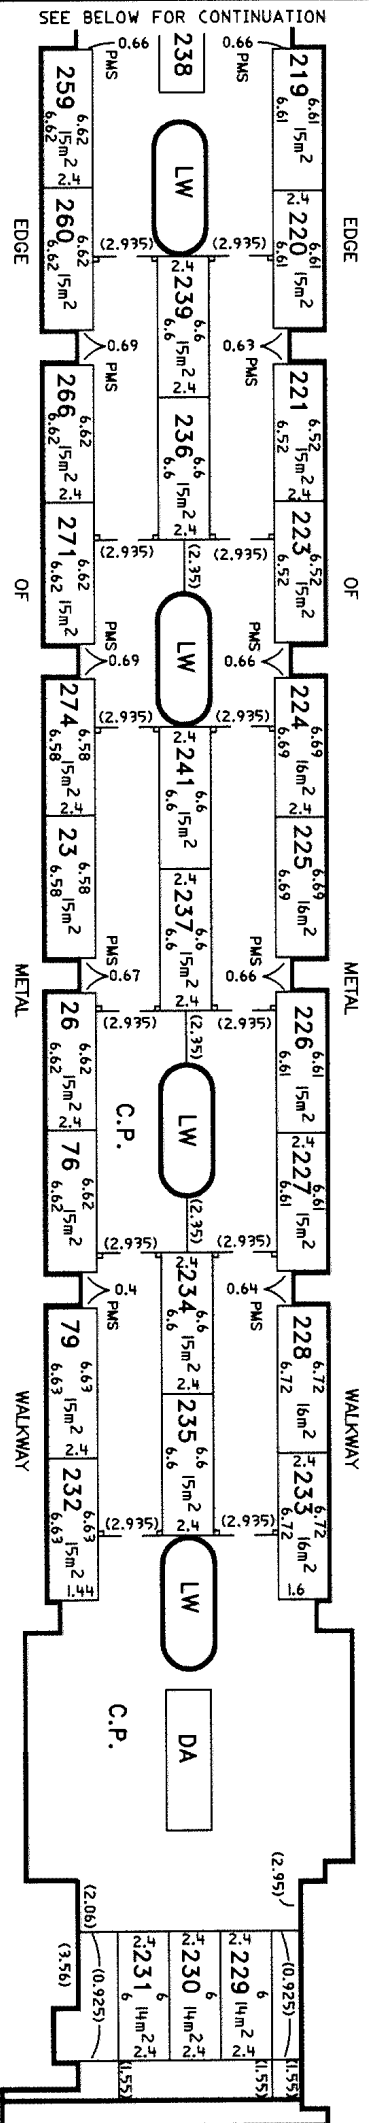 SEE BELOW FOR CONTINUATION
0.66 PMS
238
0.66 PMS
259 6.62 15m2 6.62 2.4
219 6.61 15m2 6.61
LW
260 6.62 15m2 6.62
2.4 220 6.61 15m2 6.61
EDGE
EDGE
(2.935)
(2.935)
2.4 239 6.6 15m2 6.6 2.4
0.69 PMS
0.63 PMS
266 6.62 15m2 6.62 2.4
236 6.6 15m2 6.6 2.4
221 6.52 15m2 6.52 2.4
271 6.62 15m2 6.62
223 6.52 15m2 6.52
(2.935)
(2.935)
(2.35)
OF
OF
LW
PMS 0.69
PMS 0.66
274 6.58 15m2 6.58 2.4
224 6.69 16m2 6.69 2.4
(2.935)
(2.935)
2.4 241 6.6 15m2 6.6
23 6.58 15m2 6.58
2.4 237 6.6 15m2 6.6 2.4
225 6.69 16m2 6.69
PMS 0.67
PMS 0.66
METAL
METAL
(2.935)
(2.935)
(2.35)
26 6.62 15m2 6.62 2.4
226 6.61 15m2 6.61
C.P.
LW
76 6.62 15m2 6.62
2.4 227 6.61 15m2 6.61
(2.35)
(2.935)
(2.935)
0.4 PMS
2.4 234 6.6 15m2 6.6 2.4
0.64 PMS
79 6.63 15m2 6.63 2.4
235 6.6 15m2 6.6 2.4
228 6.72 16m2 6.72
WALKWAY
WALKWAY
232 6.63 15m2 6.63 1.44
2.4 233 6.72 16m2 6.72 1.6
(2.935)
(2.935)
LW
C.P.
DA
(2.95)
(2.06)
(3.56)
(0.925)
2.4 231 6 14m2 2.4
2.4 230 6 14m2 2.4
2.4 229 6 14m2 2.4
(0.925)
(1.55)
(1.55)
(1.55)